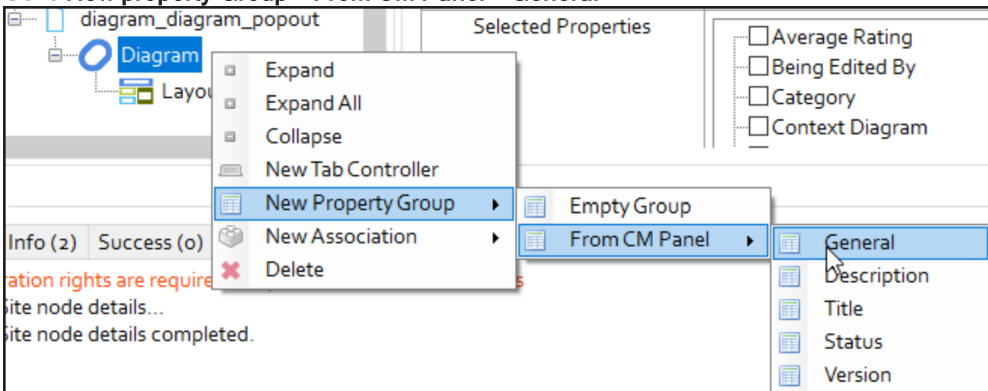 diagram_diagram_popout
Diagram
Layou
Selected Properties
Average Rating
Being Edited By
Category
Context Diagram
Expand
Expand All
Collapse
New Tab Controller
New Property Group
New Association
Delete
Empty Group
From CM Panel
General
Description
Title
Status
Version
Info (2) Success (0)
ration rights are require
s
Site node details...
Site node details completed.